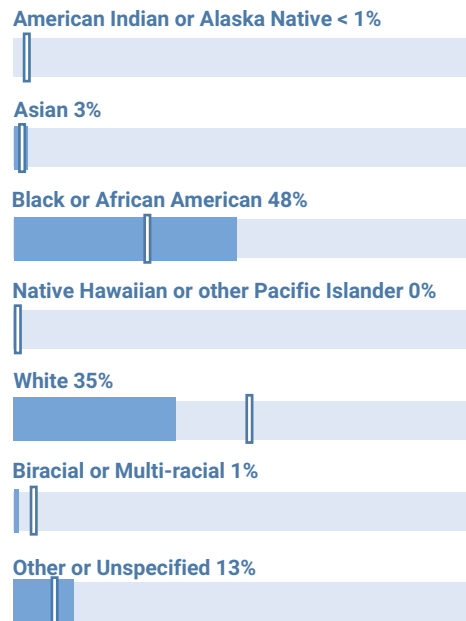 American Indian or Alaska Native < 1%
Asian 3%
Black or African American 48%
Native Hawaiian or other Pacific Islander 0%
White 35%
Biracial or Multi-racial 1%
Other or Unspecified 13%